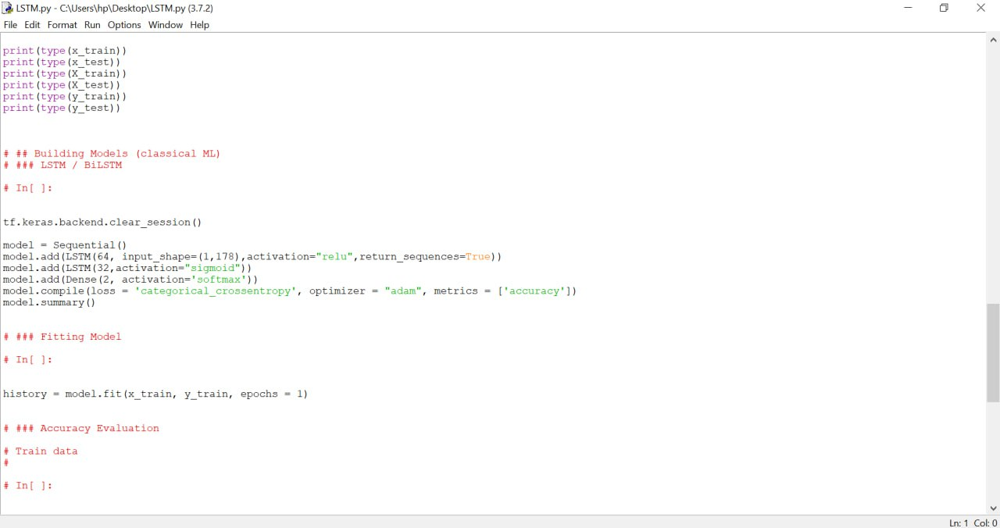 LSTM.py - C:\Users\hp\Desktop\LSTM.py (3.7.2)
File Edit Format Run Options Window Help
print(type(x_train))
print(type(x_test))
print(type(X_train))
print(type(X_test))
print(type(y_train))
print(type(y_test))
# ## Building Models (classical ML)
# ### LSTM / BiLSTM
# In[ ]:
tf.keras.backend.clear_session()
model = Sequential()
model.add(LSTM(64, input_shape=(1,178),activation="relu",return_sequences=True))
model.add(LSTM(32,activation="sigmoid"))
model.add(Dense(2, activation='softmax'))
model.compile(loss = 'categorical_crossentropy', optimizer = "adam", metrics = ['accuracy'])
model.summary()
# ### Fitting Model
# In[ ]:
history = model.fit(x_train, y_train, epochs = 1)
# ### Accuracy Evaluation
# Train data
#
# In[ ]:
Ln: 1 Col: 0